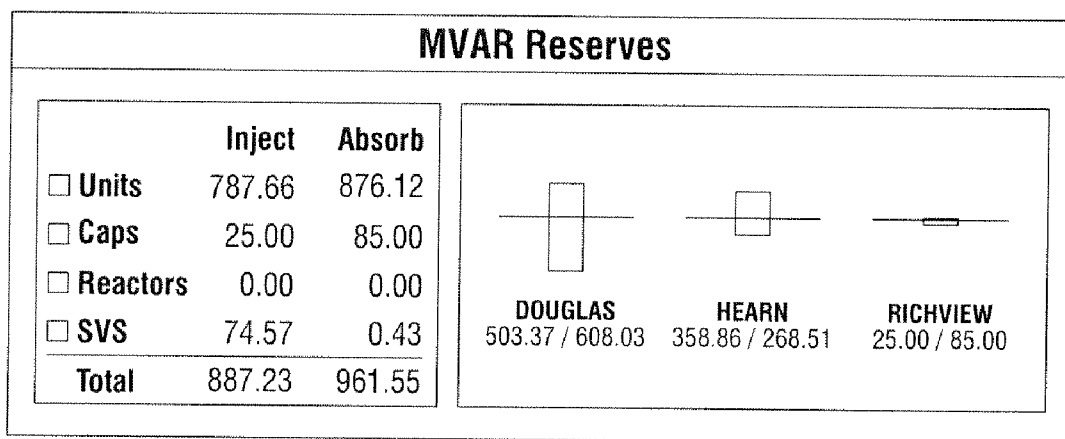 MVAR Reserves
Inject Absorb
Units 787.66 876.12
Caps 25.00 85.00
Reactors 0.00 0.00
SVS 74.57 0.43
Total 887.23 961.55
DOUGLAS HEARN RICHVIEW
503.37 / 608.03 358.86 / 268.51 25.00 / 85.00